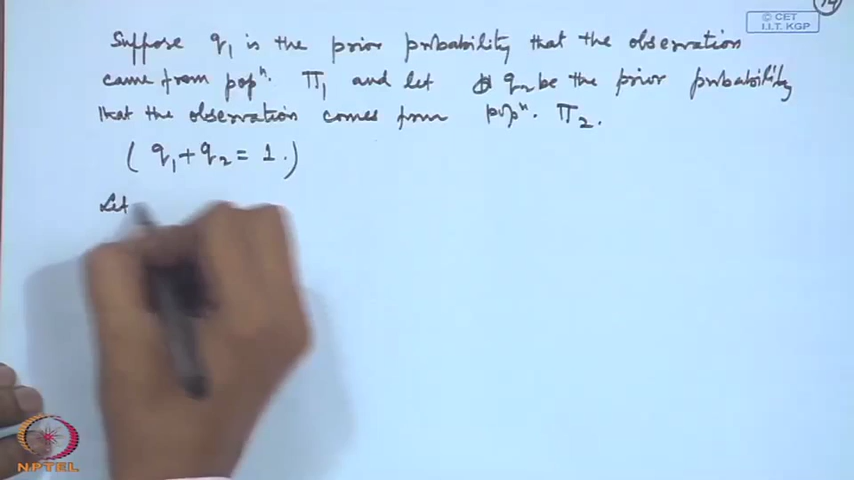 © CET
I.I.T. KGP
14
Suppose q₁ is the prior probability that the observation
came from popⁿ. Π₁ and let q₂ be the prior probability
that the observation comes from popⁿ. Π₂.
(q₁+q₂ = 1.)
Let
NPTEL